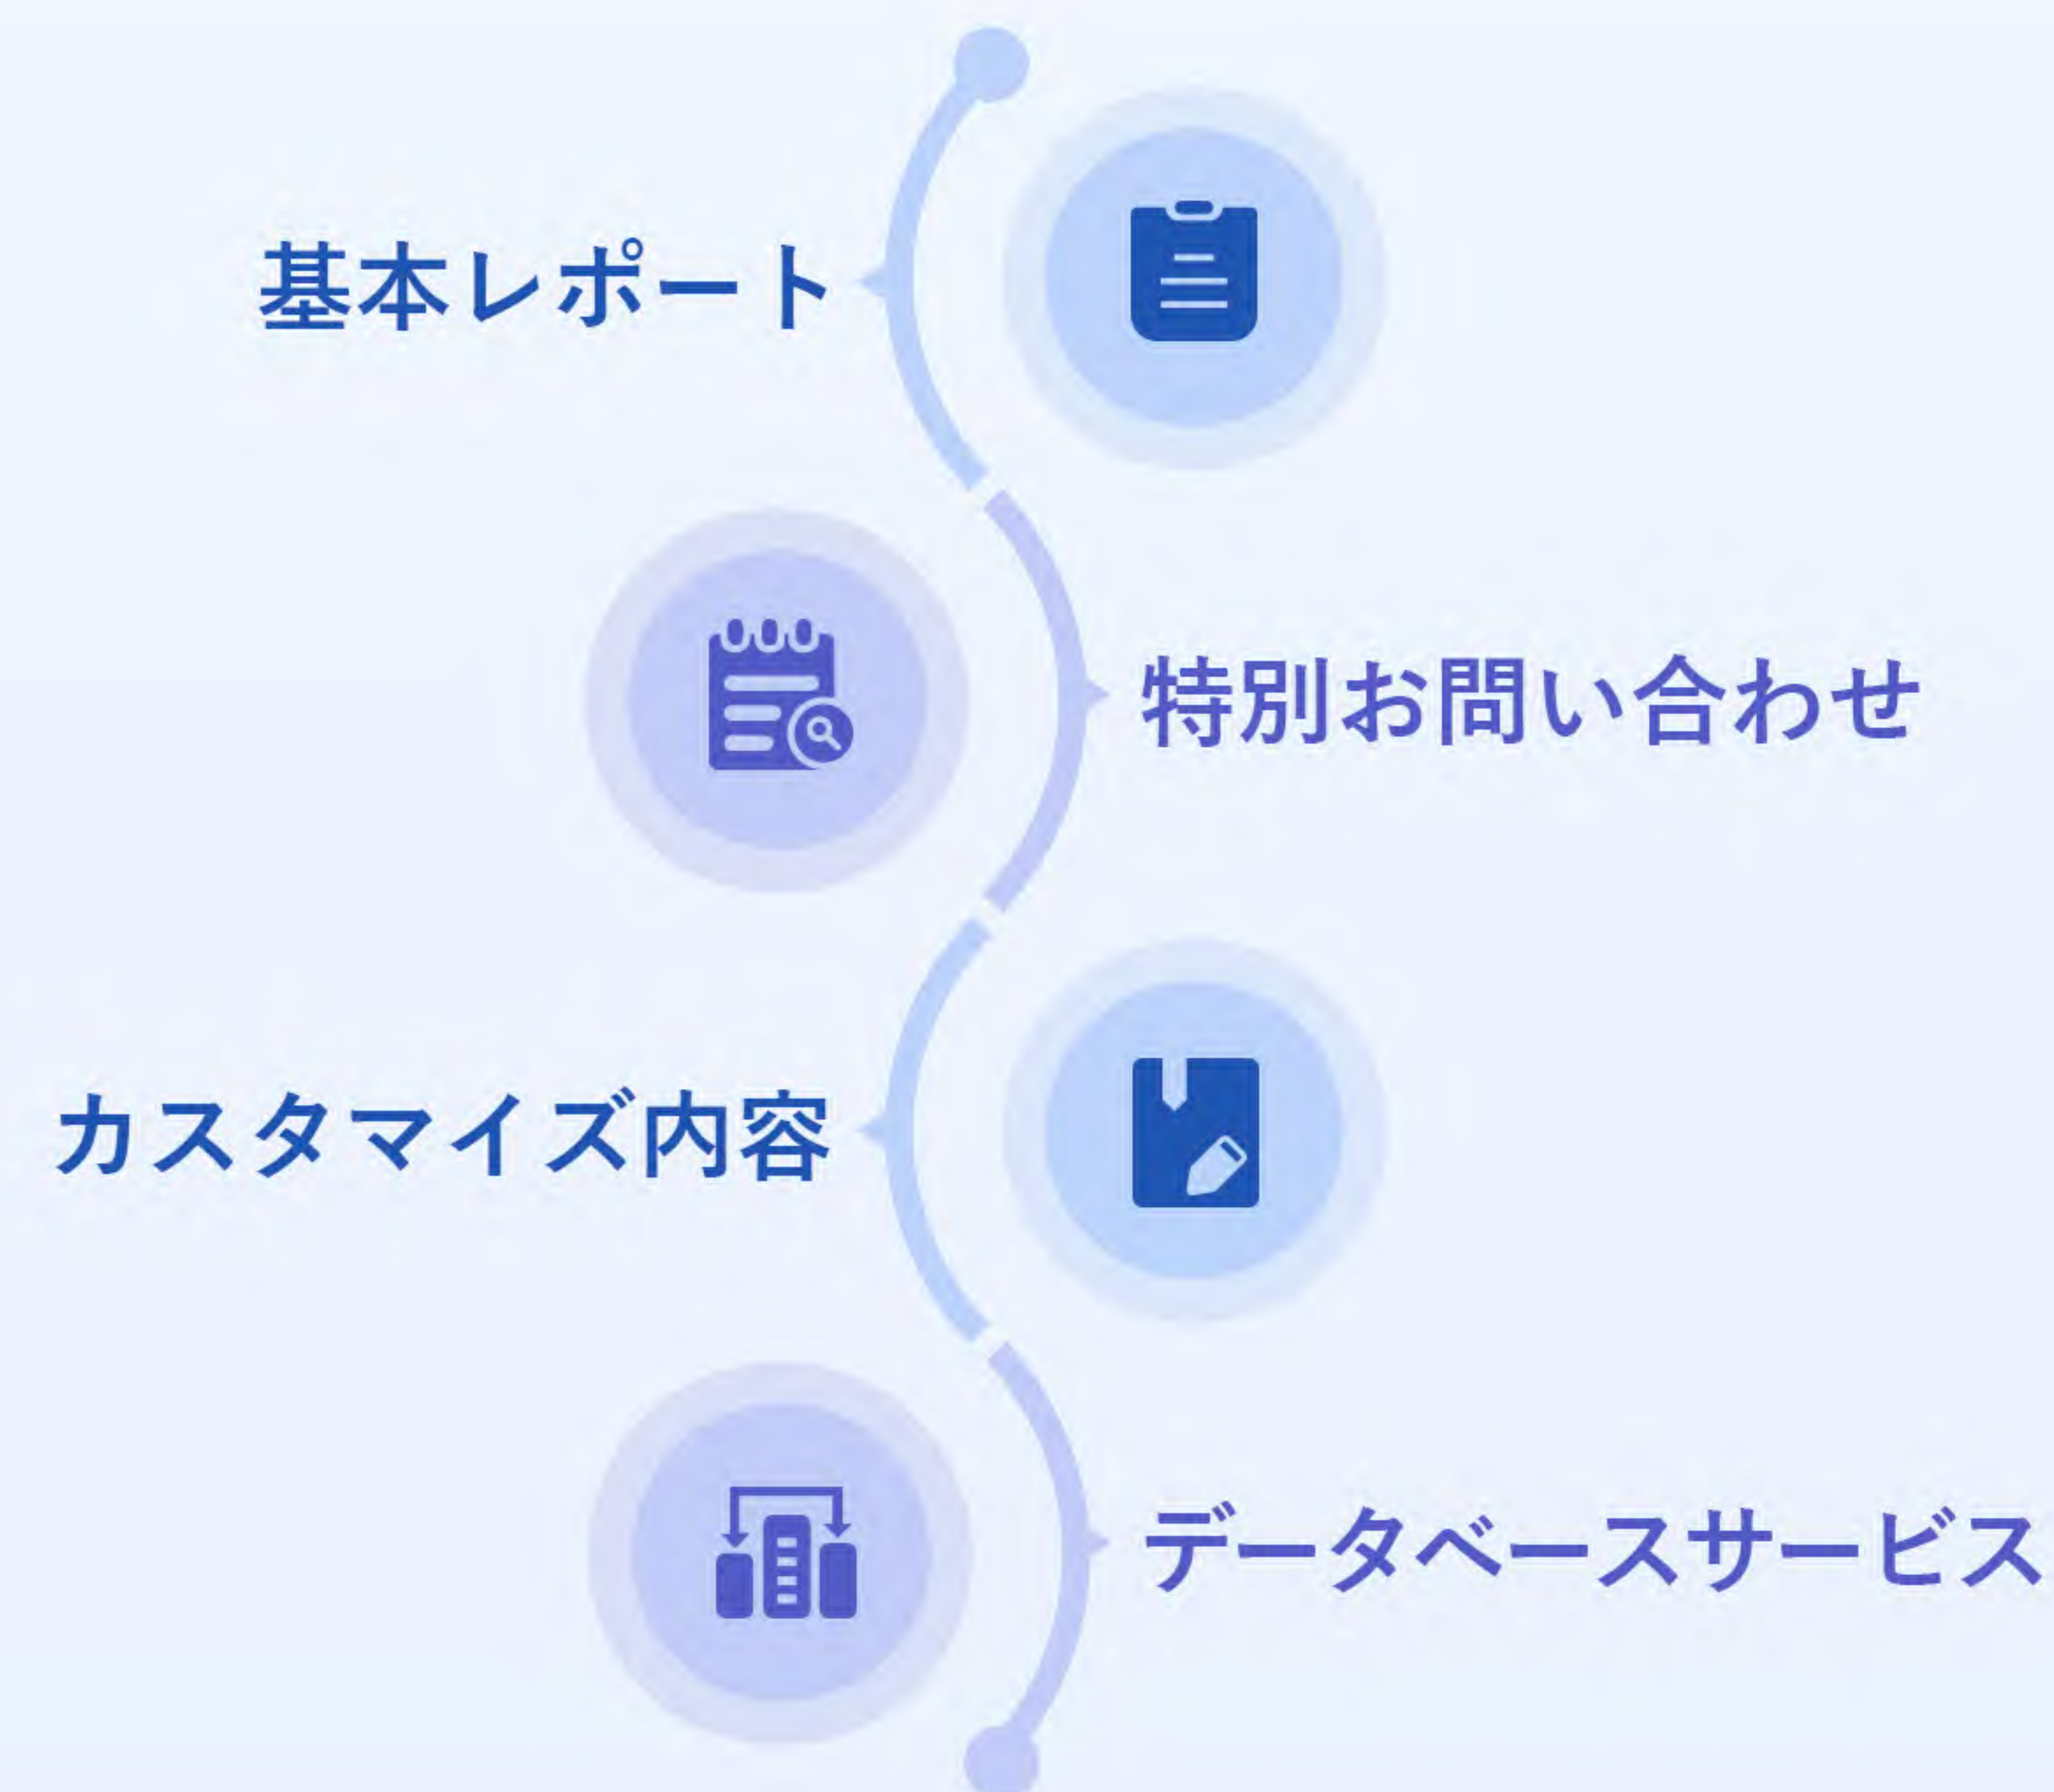 基本レポート
特別お問い合わせ
カスタマイズ内容
データベースサービス